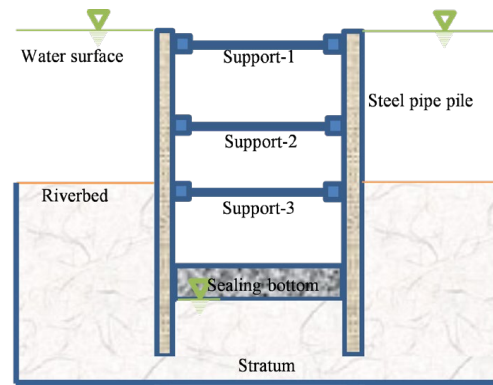 Water surface
Support-1
Steel pipe pile
Support-2
Riverbed
Support-3
Sealing bottom
Stratum